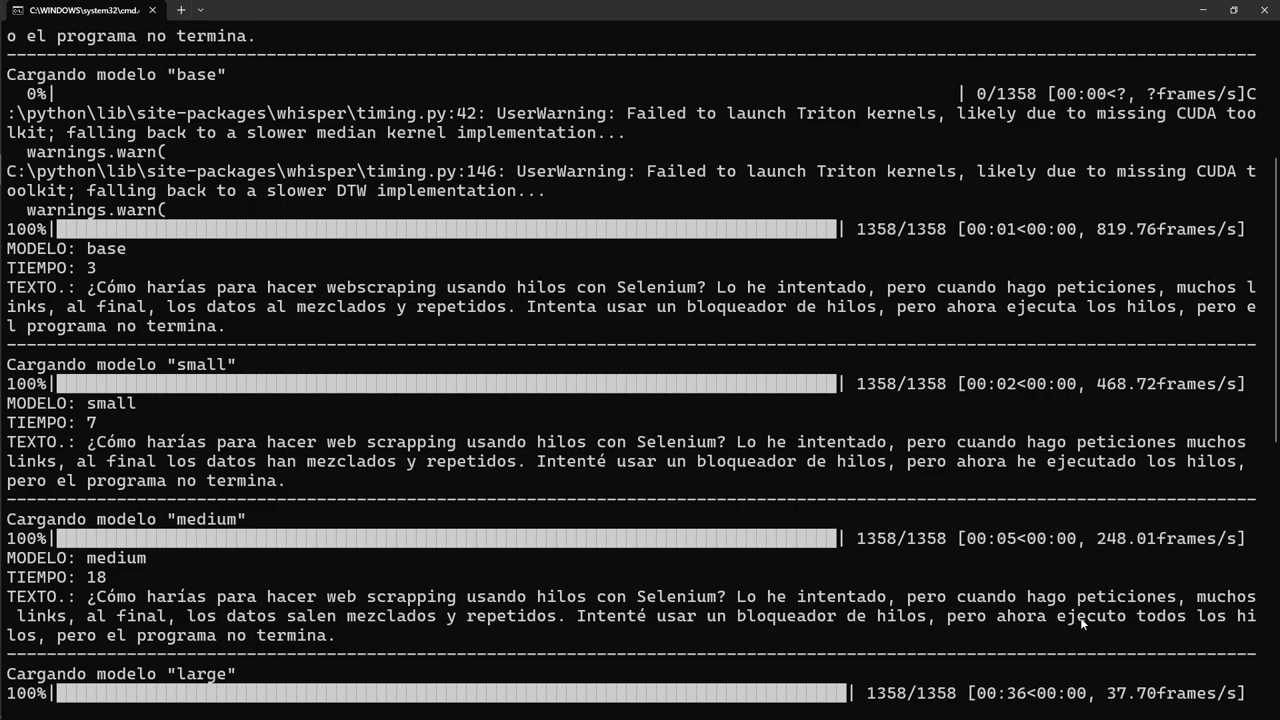 C:\WINDOWS\system32\cmd.
o el programa no termina.
--------------------------------------------------------------------------------------------------------------------------------
Cargando modelo "base"
0%| | 0/1358 [00:00<?, ?frames/s]C
:\python\lib\site-packages\whisper\timing.py:42: UserWarning: Failed to launch Triton kernels, likely due to missing CUDA too
lkit; falling back to a slower median kernel implementation...
warnings.warn(
C:\python\lib\site-packages\whisper\timing.py:146: UserWarning: Failed to launch Triton kernels, likely due to missing CUDA t
oolkit; falling back to a slower DTW implementation...
warnings.warn(
100%| | 1358/1358 [00:01<00:00, 819.76frames/s]
MODELO: base
TIEMPO: 3
TEXTO.: ¿Cómo harías para hacer webscraping usando hilos con Selenium? Lo he intentado, pero cuando hago peticiones, muchos l
inks, al final, los datos al mezclados y repetidos. Intenta usar un bloqueador de hilos, pero ahora ejecuta los hilos, pero e
l programa no termina.
--------------------------------------------------------------------------------------------------------------------------------
Cargando modelo "small"
100%| | 1358/1358 [00:02<00:00, 468.72frames/s]
MODELO: small
TIEMPO: 7
TEXTO.: ¿Cómo harías para hacer web scrapping usando hilos con Selenium? Lo he intentado, pero cuando hago peticiones muchos
links, al final los datos han mezclados y repetidos. Intenté usar un bloqueador de hilos, pero ahora he ejecutado los hilos,
pero el programa no termina.
--------------------------------------------------------------------------------------------------------------------------------
Cargando modelo "medium"
100%| | 1358/1358 [00:05<00:00, 248.01frames/s]
MODELO: medium
TIEMPO: 18
TEXTO.: ¿Cómo harías para hacer web scraping usando hilos con Selenium? Lo he intentado, pero cuando hago peticiones, muchos
links, al final, los datos salen mezclados y repetidos. Intenté usar un bloqueador de hilos, pero ahora ejecuto todos los hi
los, pero el programa no termina.
--------------------------------------------------------------------------------------------------------------------------------
Cargando modelo "large"
100%| | 1358/1358 [00:36<00:00, 37.70frames/s]